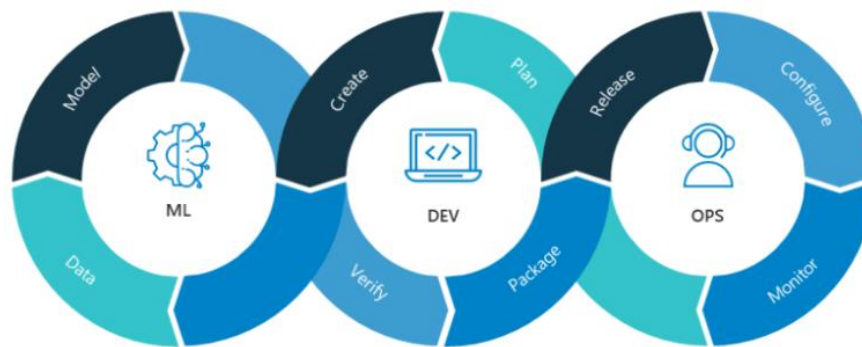 Model
Data
ML
Create
Plan
Verify
Package
DEV
Release
Configure
Monitor
OPS